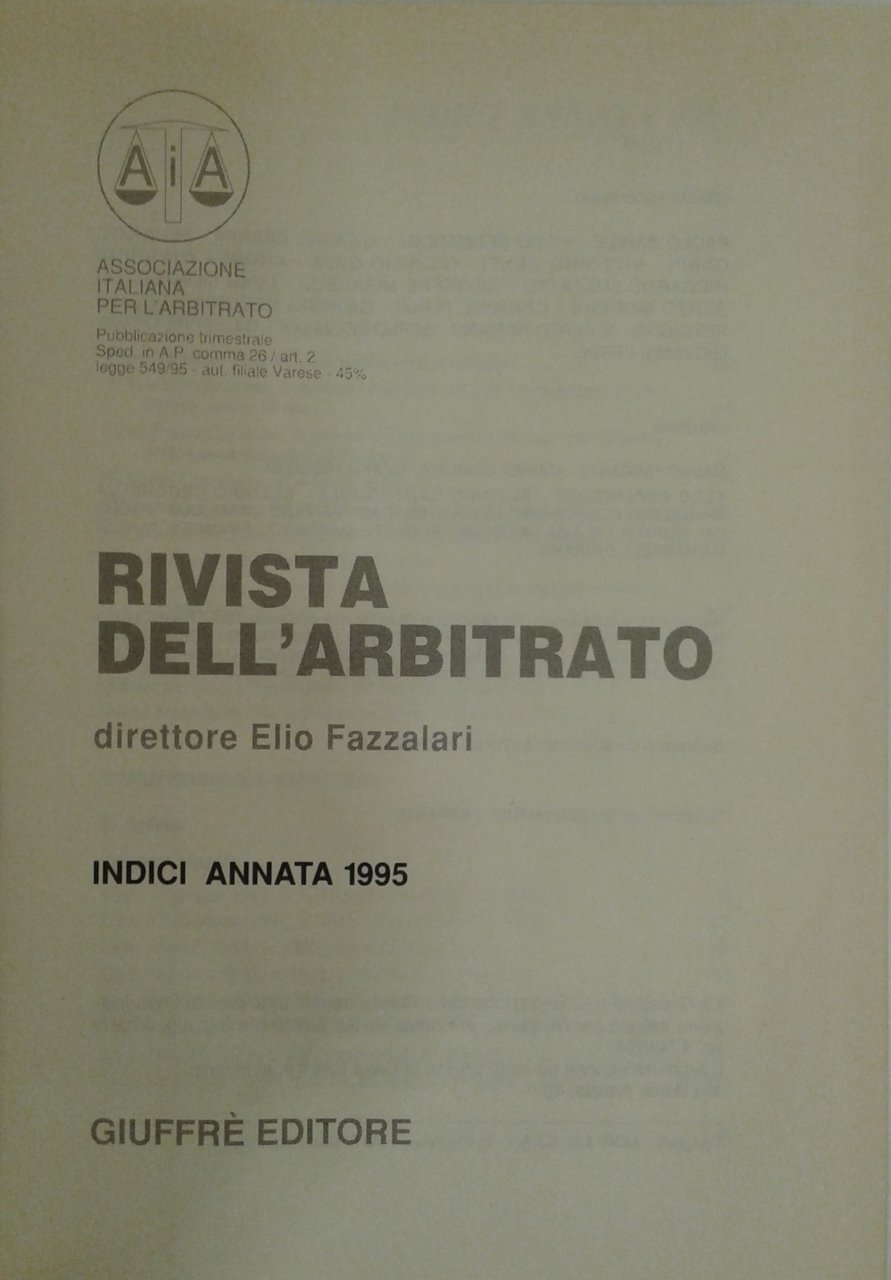 AiA
ASSOCIAZIONE
ITALIANA
PER L'ARBITRATO
Pubblicazione trimestrale
Sped. in A.P. comma 26 / art. 2
legge 549/95 - aut. filiale Varese - 45%
RIVISTA
DELL'ARBITRATO
direttore Elio Fazzalari
INDICI ANNATA 1995
GIUFFRÈ EDITORE